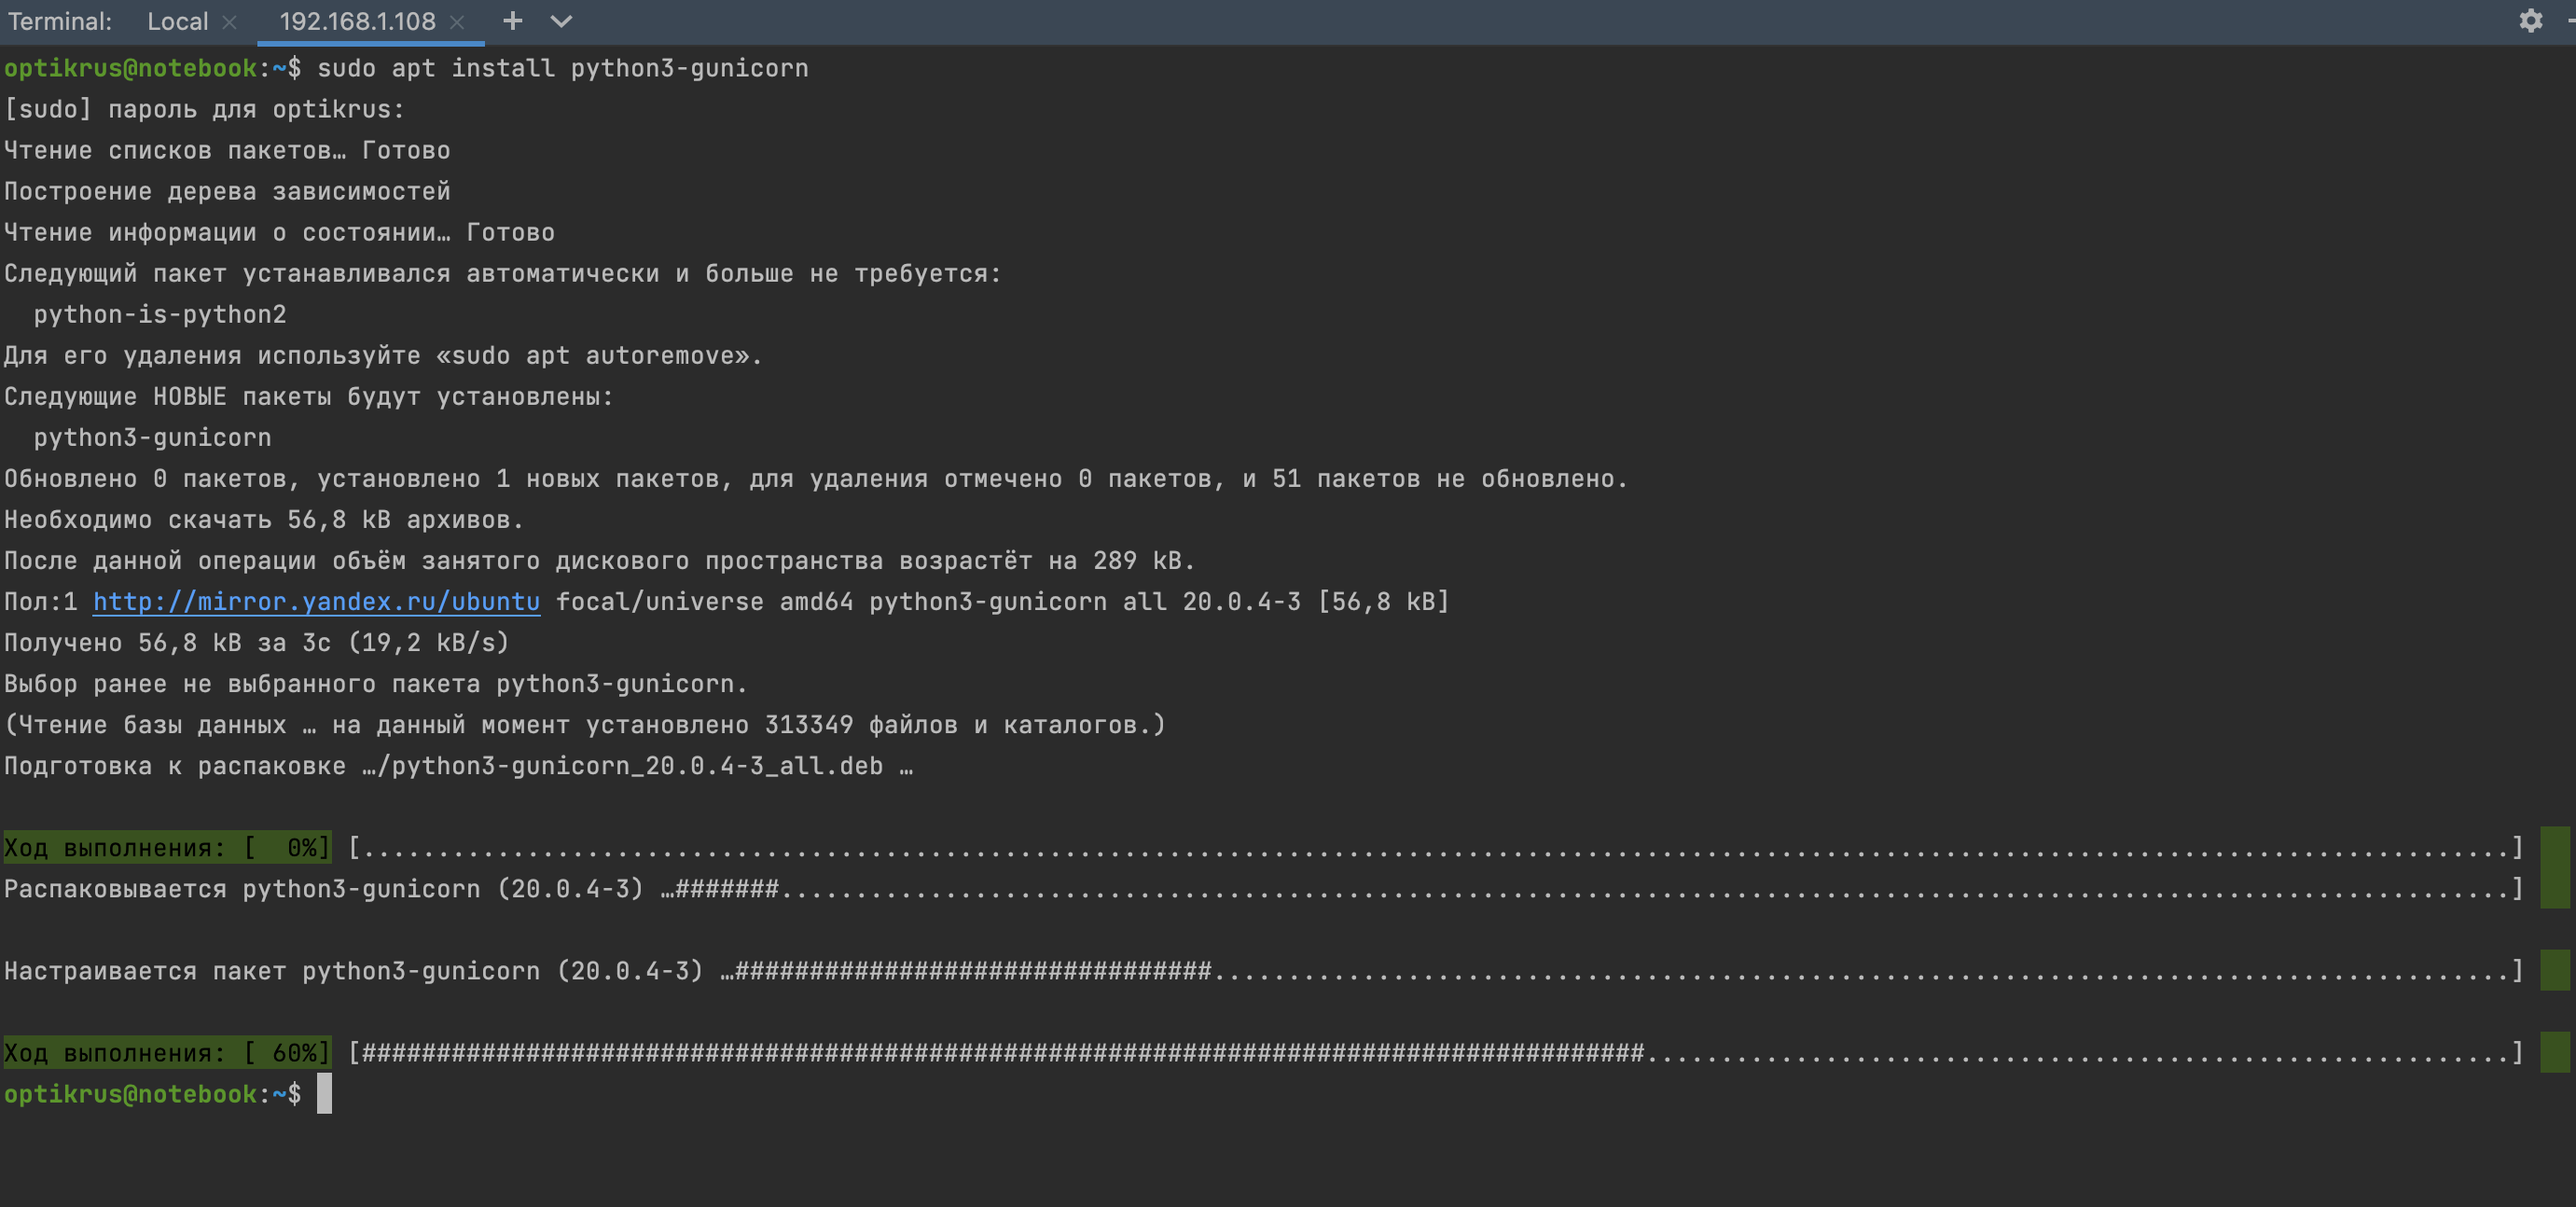 Terminal: Local × 192.168.1.108 × +
optikrus@notebook:~$ sudo apt install python3-gunicorn
[sudo] пароль для optikrus:
Чтение списков пакетов… Готово
Построение дерева зависимостей
Чтение информации о состоянии… Готово
Следующий пакет устанавливался автоматически и больше не требуется:
  python-is-python2
Для его удаления используйте «sudo apt autoremove».
Следующие НОВЫЕ пакеты будут установлены:
  python3-gunicorn
Обновлено 0 пакетов, установлено 1 новых пакетов, для удаления отмечено 0 пакетов, и 51 пакетов не обновлено.
Необходимо скачать 56,8 kB архивов.
После данной операции объём занятого дискового пространства возрастёт на 289 kB.
Пол:1 http://mirror.yandex.ru/ubuntu focal/universe amd64 python3-gunicorn all 20.0.4-3 [56,8 kB]
Получено 56,8 kB за 3с (19,2 kB/s)
Выбор ранее не выбранного пакета python3-gunicorn.
(Чтение базы данных … на данный момент установлено 313349 файлов и каталогов.)
Подготовка к распаковке …/python3-gunicorn_20.0.4-3_all.deb …
Ход выполнения: [  0%] [................................................................................................................................................]
Распаковывается python3-gunicorn (20.0.4-3) …#######....................................................................................................................]
Настраивается пакет python3-gunicorn (20.0.4-3) …################################.......................................................................................]
Ход выполнения: [ 60%] [######################################################################################..........................................................]
optikrus@notebook:~$